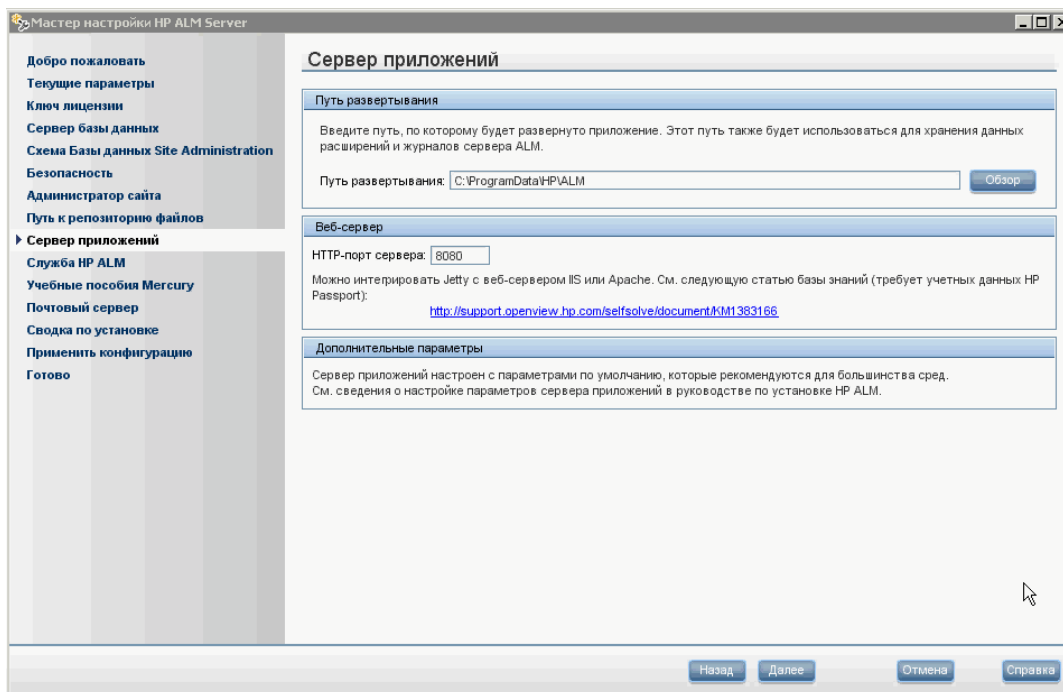 Мастер настройки HP ALM Server
Добро пожаловать
Текущие параметры
Ключ лицензии
Сервер базы данных
Схема Базы данных Site Administration
Безопасность
Администратор сайта
Путь к репозиторию файлов
Сервер приложений
Служба HP ALM
Учебные пособия Mercury
Почтовый сервер
Сводка по установке
Применить конфигурацию
Готово
Сервер приложений
Путь развертывания
Введите путь, по которому будет развернуто приложение. Этот путь также будет использоваться для хранения данных
расширений и журналов сервера ALM.
Путь развертывания: C:\ProgramData\HP\ALM Обзор
Веб-сервер
HTTP-порт сервера: 8080
Можно интегрировать Jetty с веб-сервером IIS или Apache. См. следующую статью базы знаний (требует учетных данных HP
Passport):
http://support.openview.hp.com/selfsolve/document/KM1383166
Дополнительные параметры
Сервер приложений настроен с параметрами по умолчанию, которые рекомендуются для большинства сред.
См. сведения о настройке параметров сервера приложений в руководстве по установке HP ALM.
Назад Далее Отмена Справка